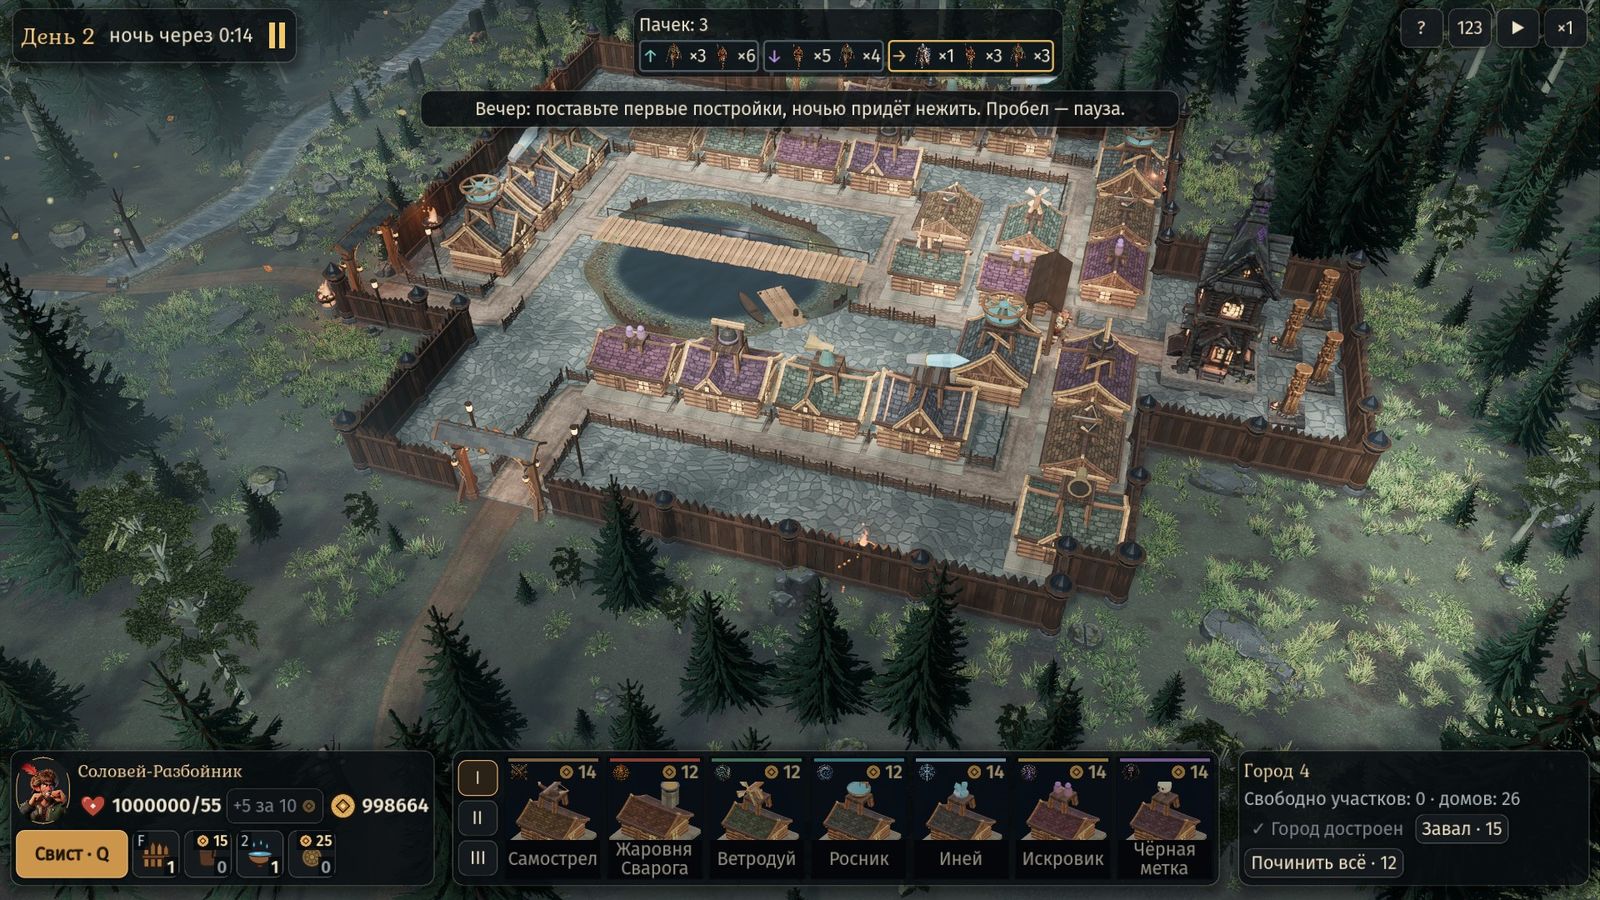 День 2 ночь через 0:14
Пачек: 3
×3 ×6 ×5 ×4 ×1 ×3 ×3
? 123 ×1
Вечер: поставьте первые постройки, ночью придёт нежить. Пробел — пауза.
Соловей-Разбойник
1000000/55 +5 за 10 998664
Свист · Q
F 1
15 0
2 1
25 0
I
II
III
14 12 12 12 14 14 14
Самострел
Жаровня Сварога
Ветродуй
Росник
Иней
Искровик
Чёрная метка
Город 4
Свободно участков: 0 · домов: 26
✓ Город достроен Завал · 15
Починить всё · 12